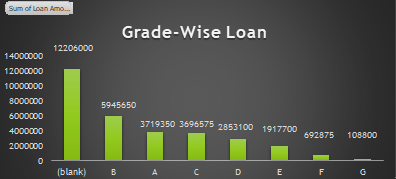 Sum of Loan Amo...
Grade-Wise Loan
14000000
12000000
10000000
8000000
6000000
4000000
2000000
0
12206000
5945650
3719350
3696575
2853100
1917700
692875
108800
(blank)
B
A
C
D
E
F
G